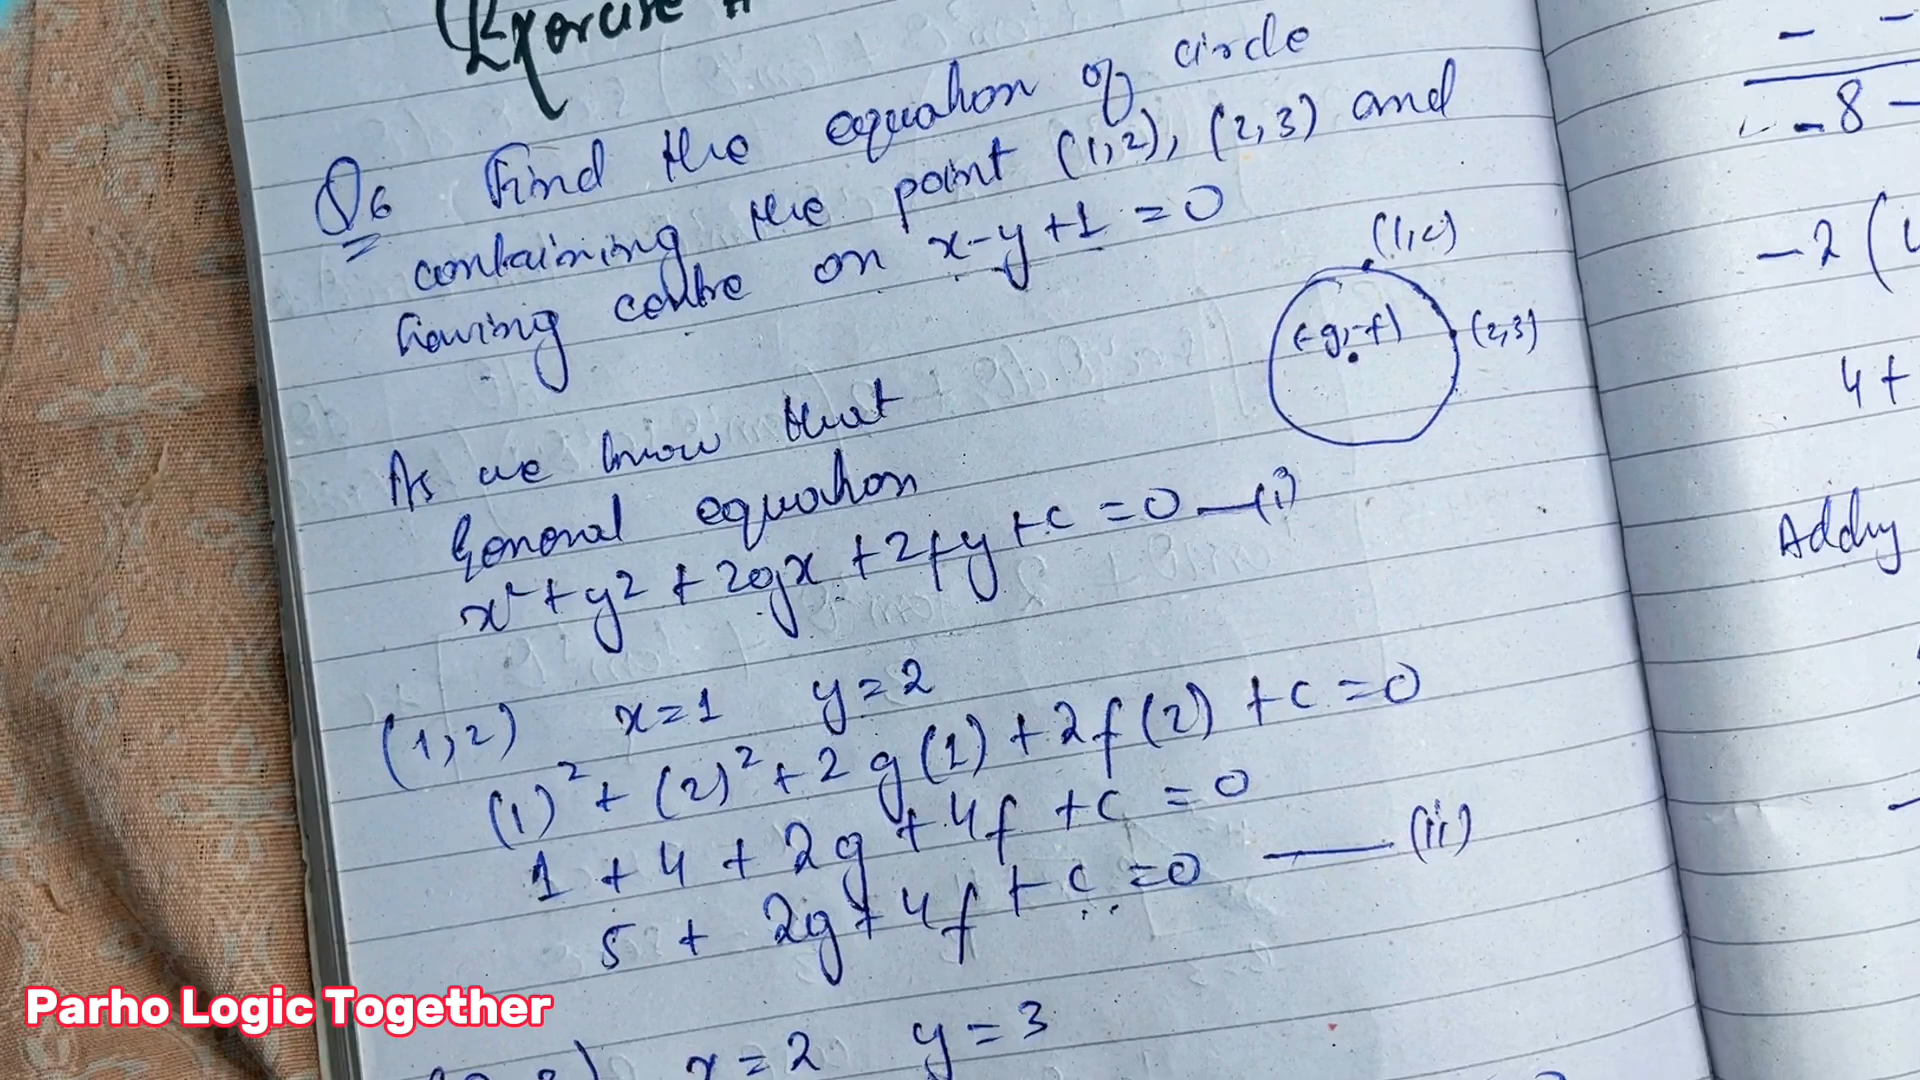 Exercise #
Q6 Find the equation of circle
containing the point (1,2), (2,3) and
having centre on x-y+1=0
(1,2)
(-g,-f)
(2,3)
As we know that
General equation
x²+y2+2gx+2fy+c=0 —(i)
(1,2) x=1 y=2
(1)²+(2)²+2g(1)+2f(2)+c=0
1+4+2g+4f+c=0
5+2g+4f+c=0 —(ii)
x=2 y=3
-8-
-2(
4+
Adding
Parho Logic Together